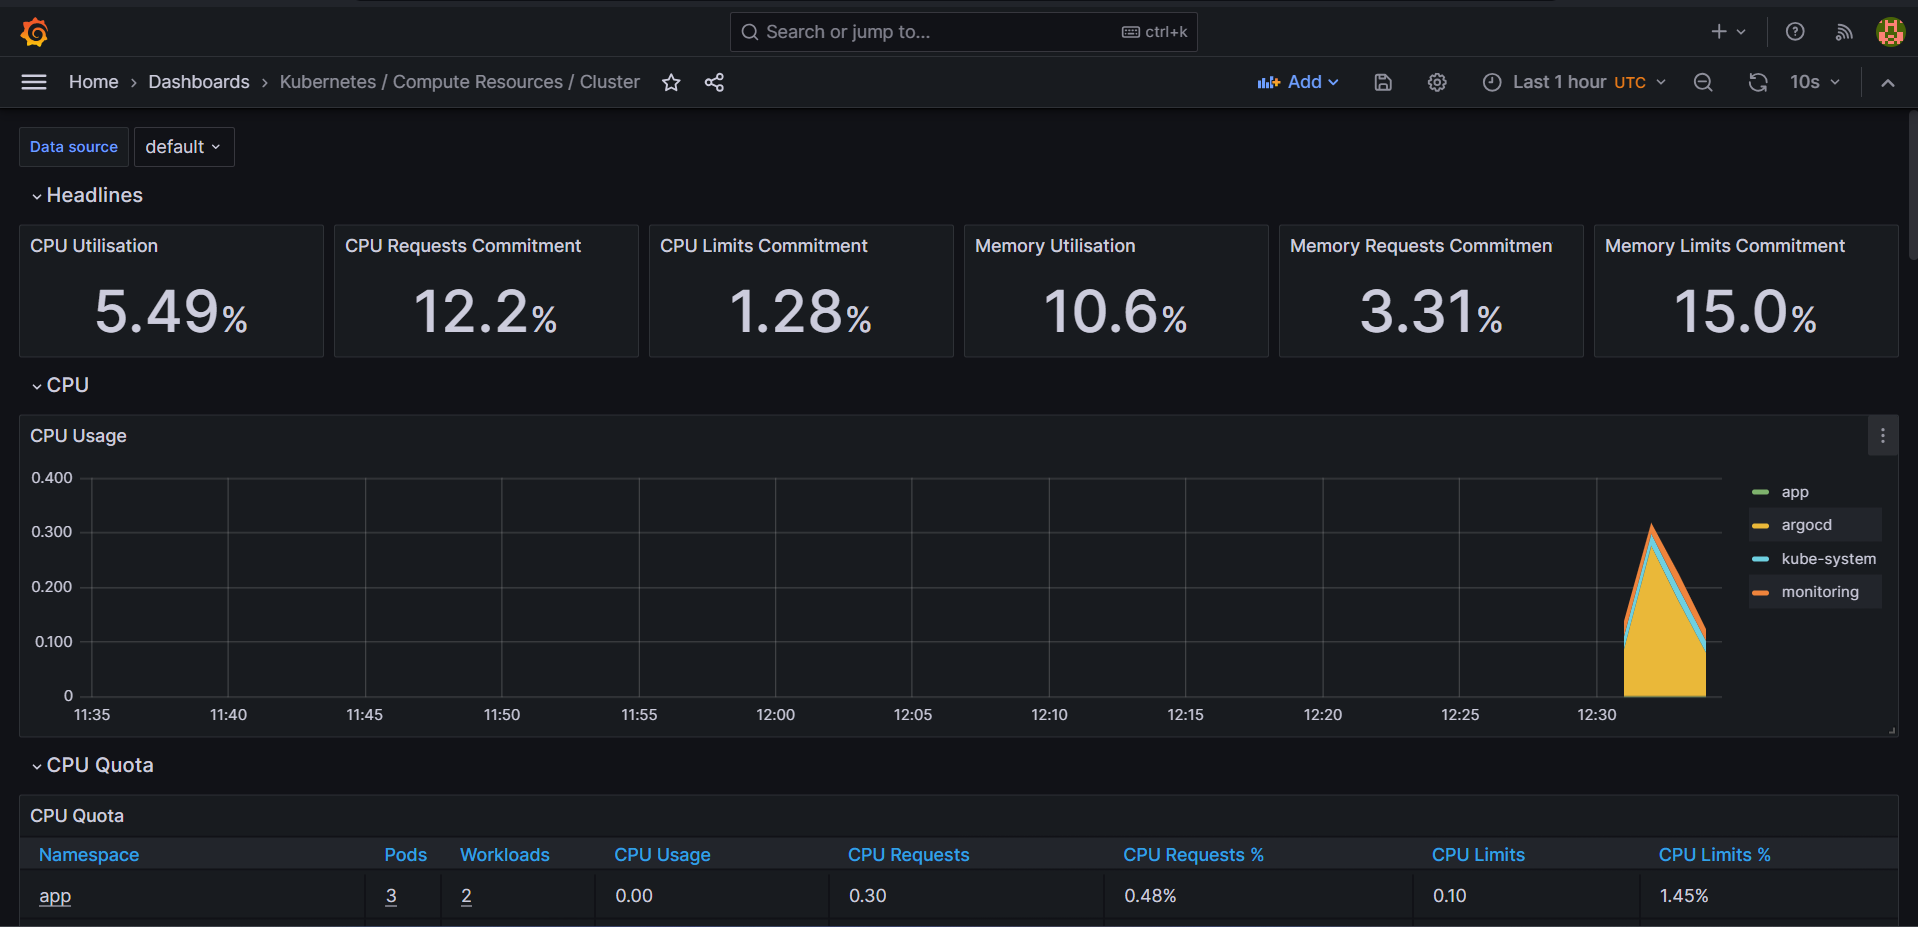 Search or jump to... ctrl+k
Home › Dashboards › Kubernetes / Compute Resources / Cluster
Add
Last 1 hour UTC
10s
Data source default
Headlines
CPU Utilisation
5.49%
CPU Requests Commitment
12.2%
CPU Limits Commitment
1.28%
Memory Utilisation
10.6%
Memory Requests Commitmen
3.31%
Memory Limits Commitment
15.0%
CPU
CPU Usage
0.400
0.300
0.200
0.100
0
11:35 11:40 11:45 11:50 11:55 12:00 12:05 12:10 12:15 12:20 12:25 12:30
app
argocd
kube-system
monitoring
CPU Quota
CPU Quota
Namespace Pods Workloads CPU Usage CPU Requests CPU Requests % CPU Limits CPU Limits %
app 3 2 0.00 0.30 0.48% 0.10 1.45%